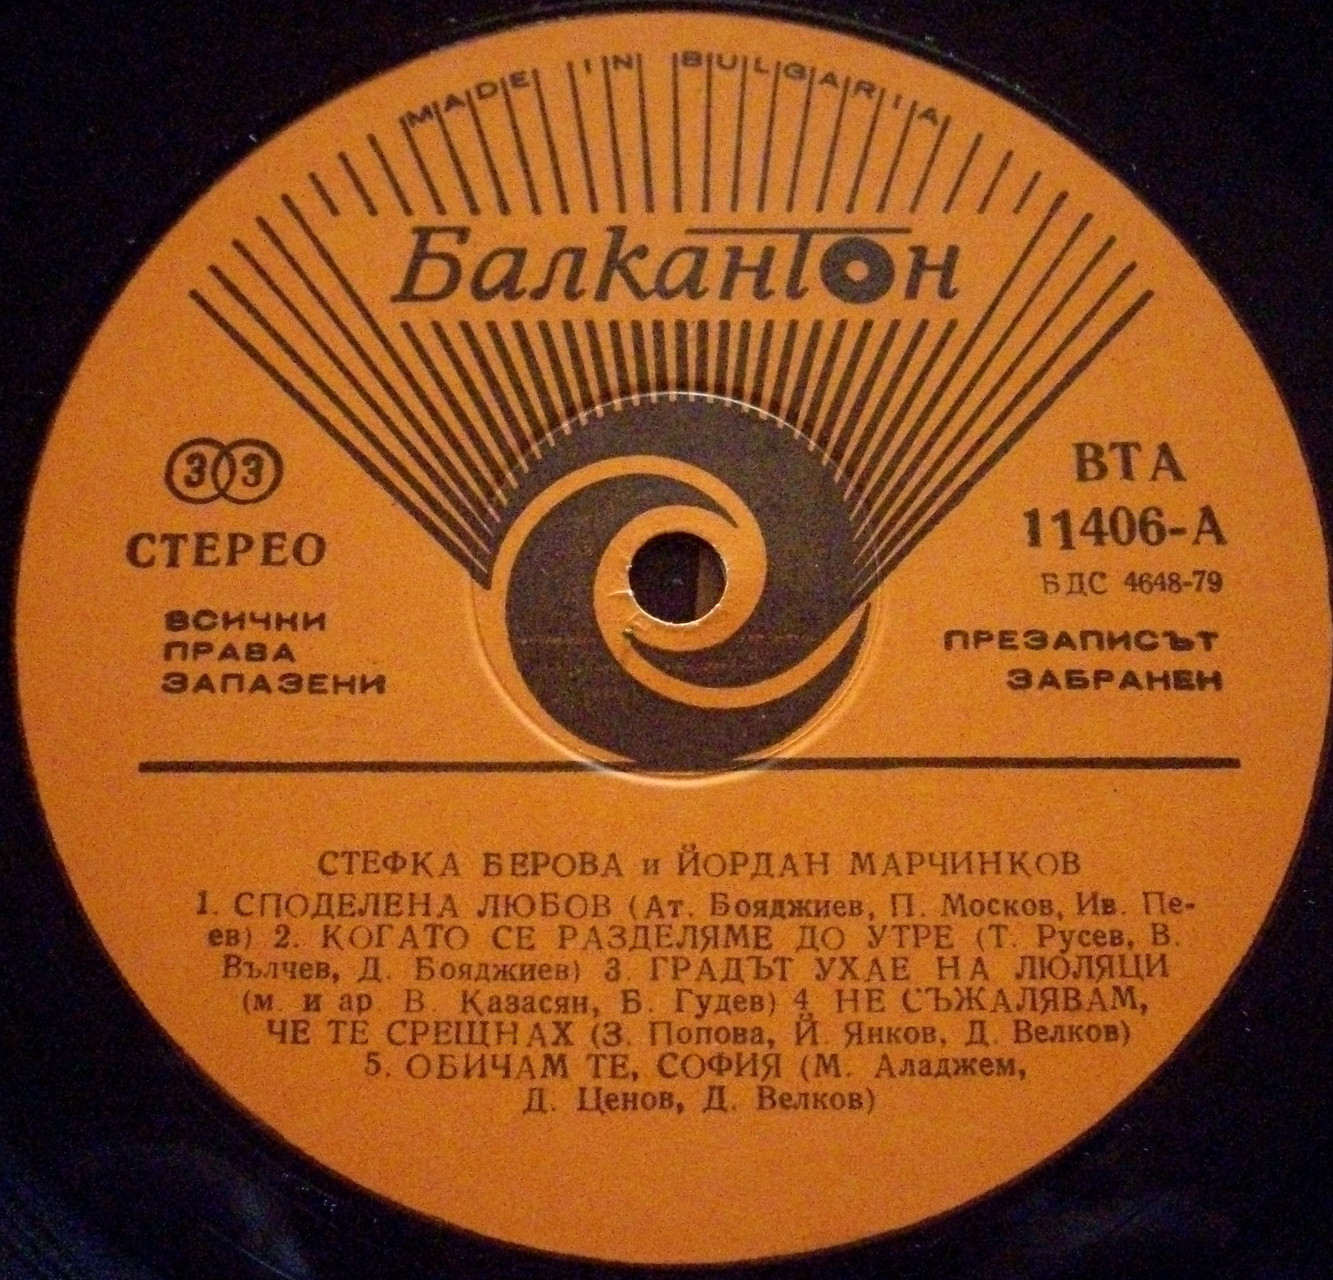 MADE IN BULGARIA
Балкантон
33
СТЕРЕО
ВСИЧКИ
ПРАВА
ЗАПАЗЕНИ
ВТА
11406-А
БДС 4648-79
ПРЕЗАПИСЪТ
ЗАБРАНЕН
СТЕФКА БЕРОВА и ЙОРДАН МАРЧИНКОВ
1. СПОДЕЛЕНА ЛЮБОВ (Ат. Бояджиев, П. Москов, Ив. Пе-
ев) 2. КОГАТО СЕ РАЗДЕЛЯМЕ ДО УТРЕ (Т. Русев, В.
Вълчев, Д. Бояджиев) 3. ГРАДЪТ УХАЕ НА ЛЮЛЯЦИ
(м. и ар. В. Казасян, Б. Гудев) 4. НЕ СЪЖАЛЯВАМ,
ЧЕ ТЕ СРЕЩНАХ (З. Попова, Й. Янков, Д. Велков)
5. ОБИЧАМ ТЕ, СОФИЯ (М. Аладжем,
Д. Ценов, Д. Велков)